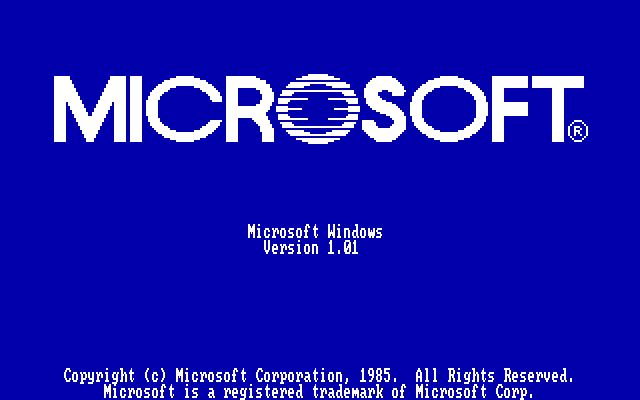 MICROSOFT®
Microsoft Windows
Version 1.01
Copyright (c) Microsoft Corporation, 1985.  All Rights Reserved.
Microsoft is a registered trademark of Microsoft Corp.